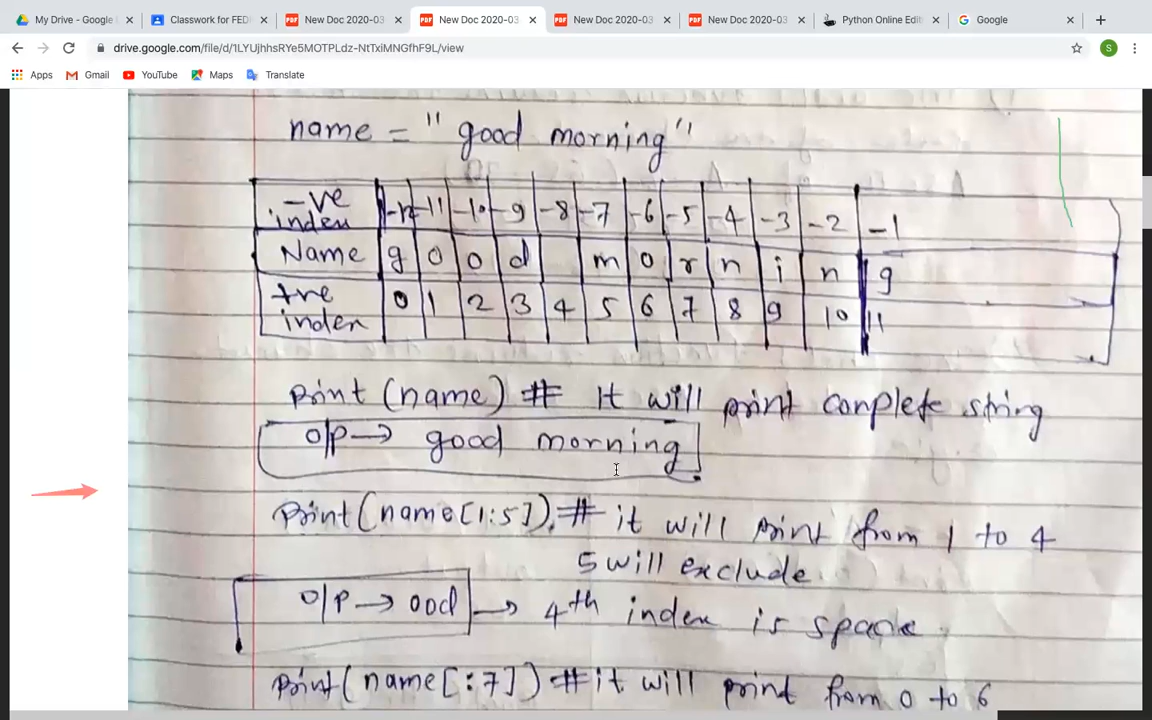 My Drive - Google
Classwork for FEDI
New Doc 2020-03
New Doc 2020-03
New Doc 2020-03
New Doc 2020-03
Python Online Edit
Google
drive.google.com/file/d/1LYUjhhsRYe5MOTPLdz-NtTxiMNGfhF9L/view
S
Apps Gmail YouTube Maps Translate
name = "good morning"
-ve index -12 -11 -10 -9 -8 -7 -6 -5 -4 -3 -2 -1
Name g o o d m o r n i n g
+ve index 0 1 2 3 4 5 6 7 8 9 10 11
Print (name) # It will print complete string
O/P → good morning
Print(name[1:5]) # it will print from 1 to 4
5 will exclude
O/P → ood → 4th index is space
Print(name[:7]) # it will print from 0 to 6